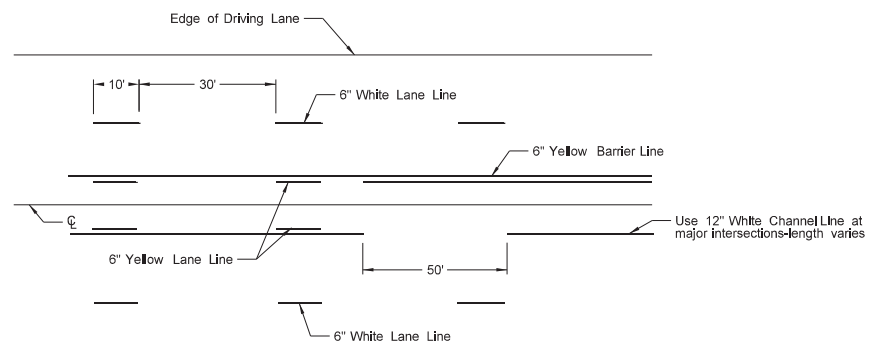 Edge of Driving Lane
10'
30'
6" White Lane Line
6" Yellow Barrier Line
℄
Use 12" White Channel Line at
major intersections-length varies
6" Yellow Lane Line
50'
6" White Lane Line